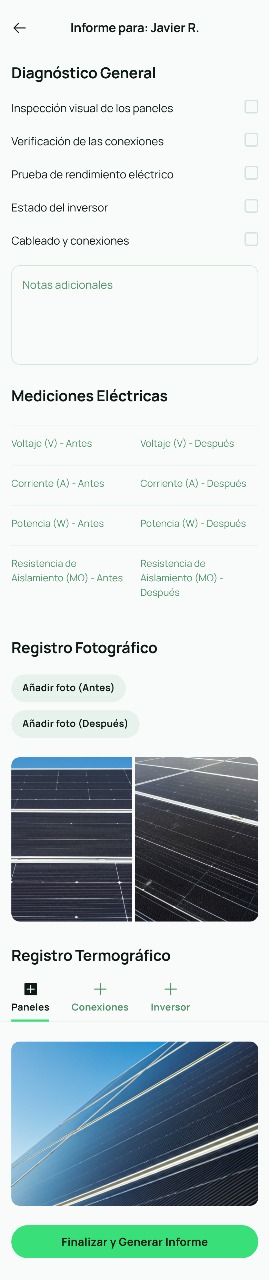 Informe para: Javier R.
Diagnóstico General
Inspección visual de los paneles
Verificación de las conexiones
Prueba de rendimiento eléctrico
Estado del inversor
Cableado y conexiones
Notas adicionales
Mediciones Eléctricas
Voltaje (V) - Antes
Voltaje (V) - Después
Corriente (A) - Antes
Corriente (A) - Después
Potencia (W) - Antes
Potencia (W) - Después
Resistencia de
Aislamiento (MO) - Antes
Resistencia de
Aislamiento (MO) -
Después
Registro Fotográfico
Añadir foto (Antes)
Añadir foto (Después)
Registro Termográfico
Paneles
Conexiones
Inversor
Finalizar y Generar Informe